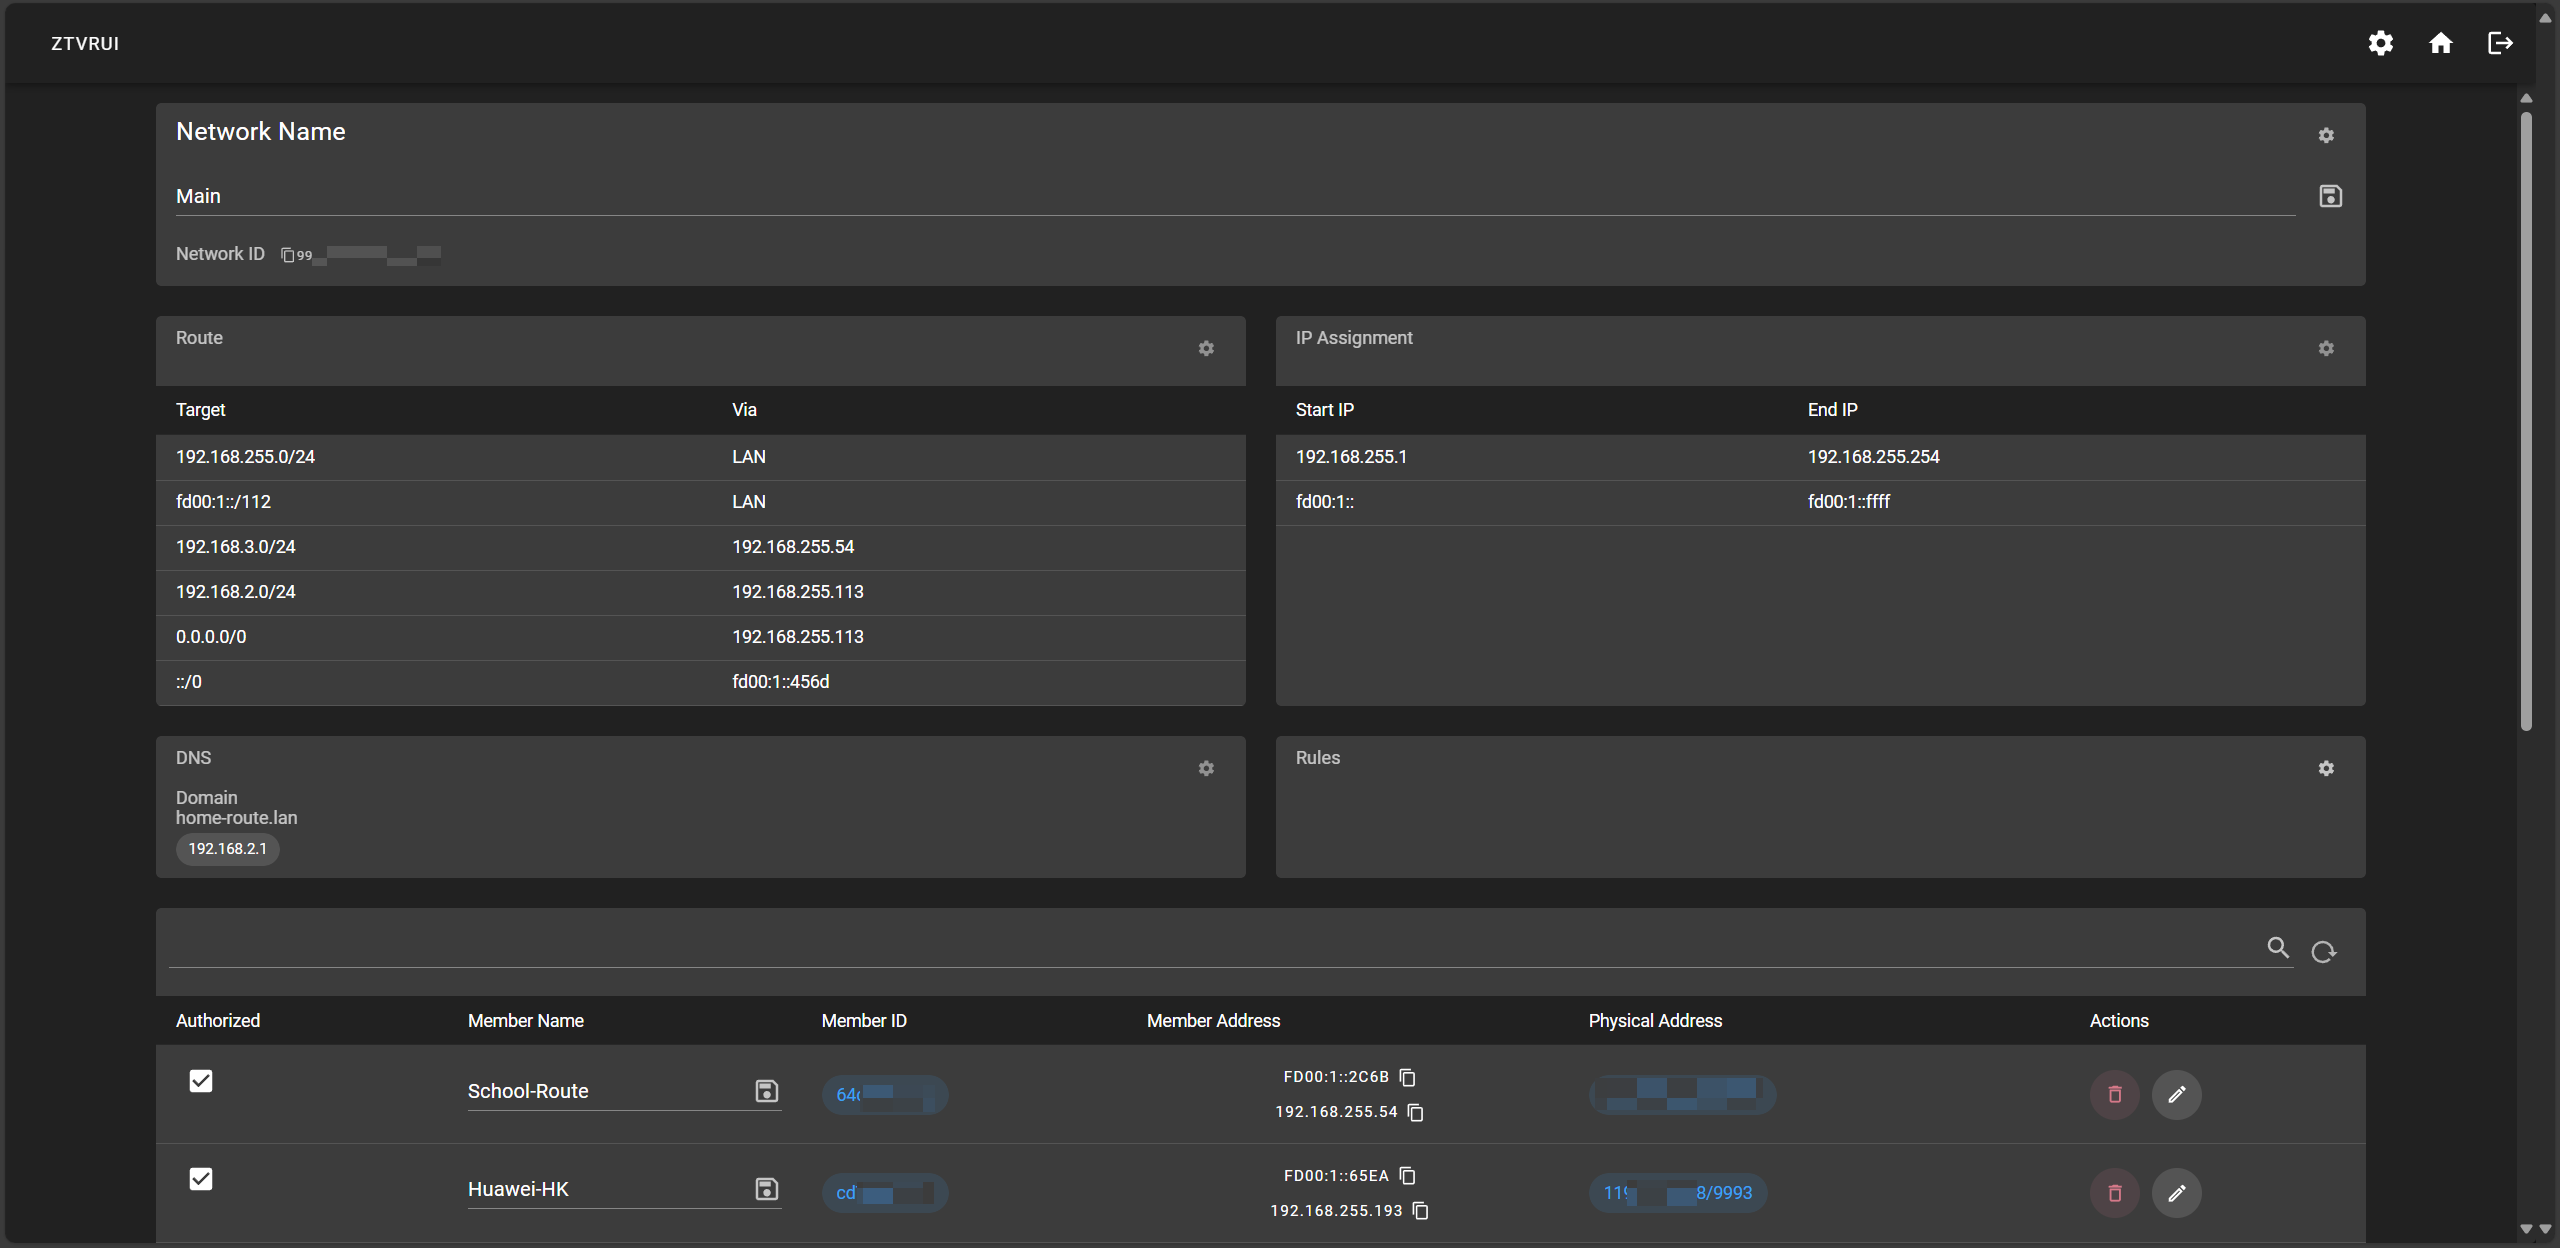 ZTVRUI
Network Name
Main
Network ID 99
Route
Target Via
192.168.255.0/24 LAN
fd00:1::/112 LAN
192.168.3.0/24 192.168.255.54
192.168.2.0/24 192.168.255.113
0.0.0.0/0 192.168.255.113
::/0 fd00:1::456d
IP Assignment
Start IP End IP
192.168.255.1 192.168.255.254
fd00:1:: fd00:1::ffff
DNS
Domain
home-route.lan
192.168.2.1
Rules
Authorized Member Name Member ID Member Address Physical Address Actions
School-Route 64 FD00:1::2C6B
192.168.255.54
Huawei-HK cd FD00:1::65EA 11 8/9993
192.168.255.193